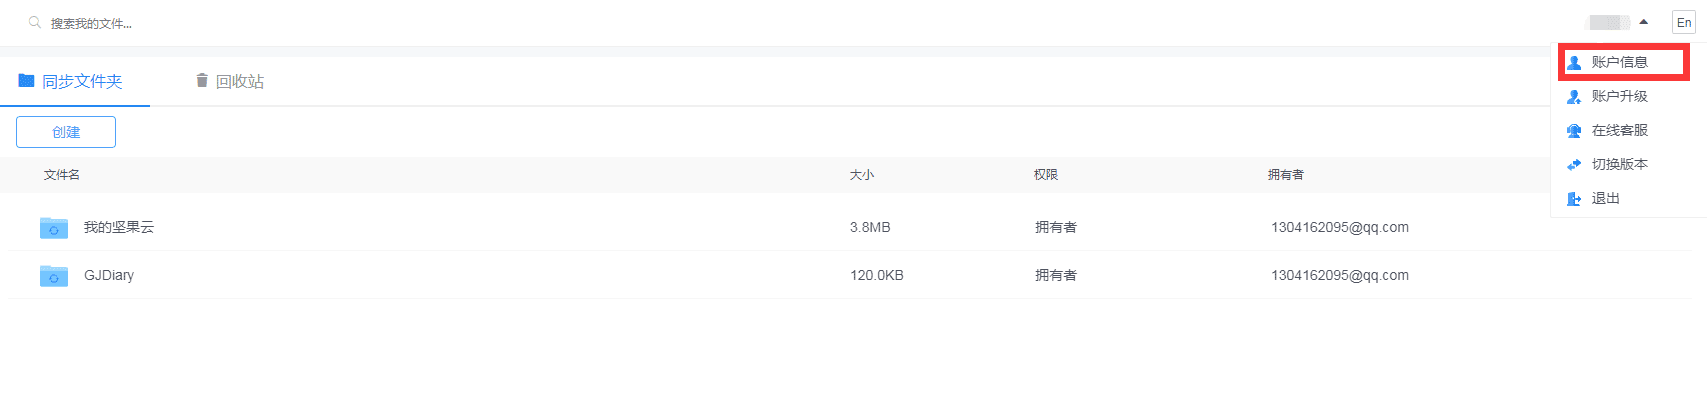 搜索我的文件...
En
同步文件夹 回收站
账户信息
账户升级
在线客服
切换版本
退出
创建
文件名 大小 权限 拥有者
我的坚果云 3.8MB 拥有者 1304162095@qq.com
GJDiary 120.0KB 拥有者 1304162095@qq.com